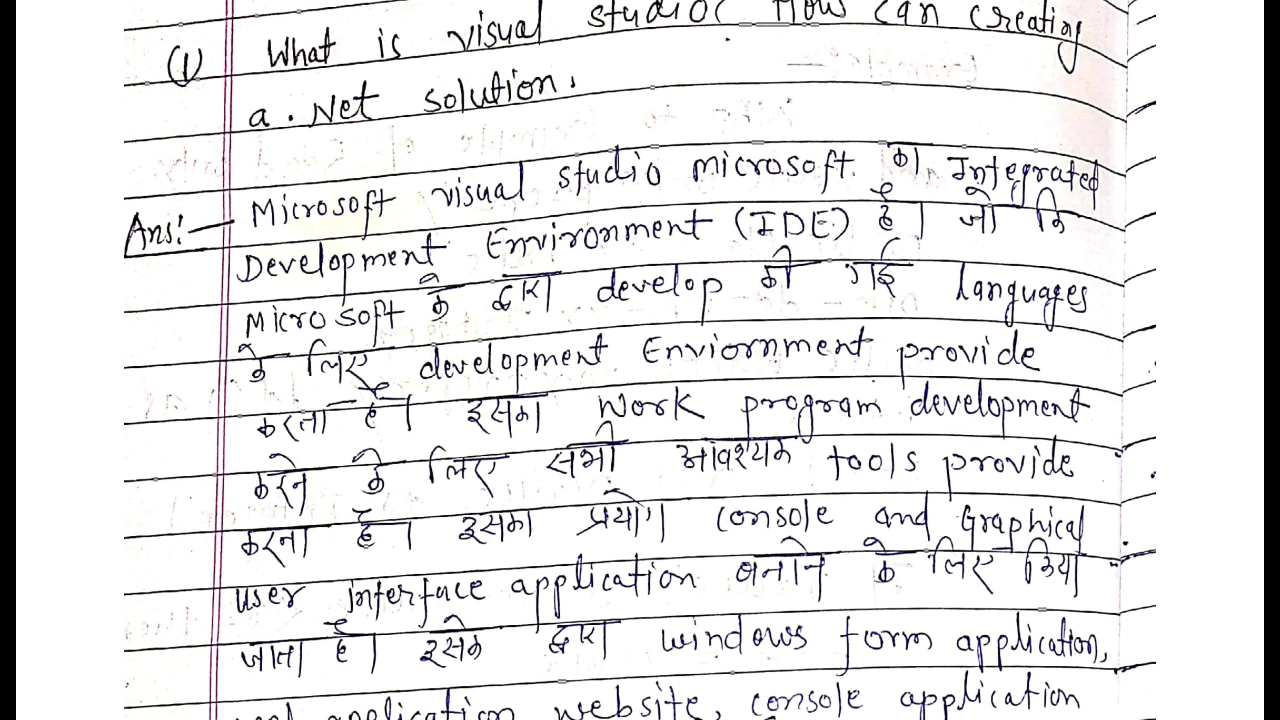 (1) What is visual studio? How can creating
a . Net solution.
Ans:- Microsoft visual studio microsoft का Integrated
Development Environment (IDE) है। जो कि
Microsoft के द्वारा develop की गई languages
के लिए development Enviornment provide
करता है। इसका work program development
करने के लिए सभी आवश्यक tools provide
करना है। इसका प्रयोग console and Graphical
user interface application बनाने के लिए किया
जाता है। इसके द्वारा windows form application,
application website, console application